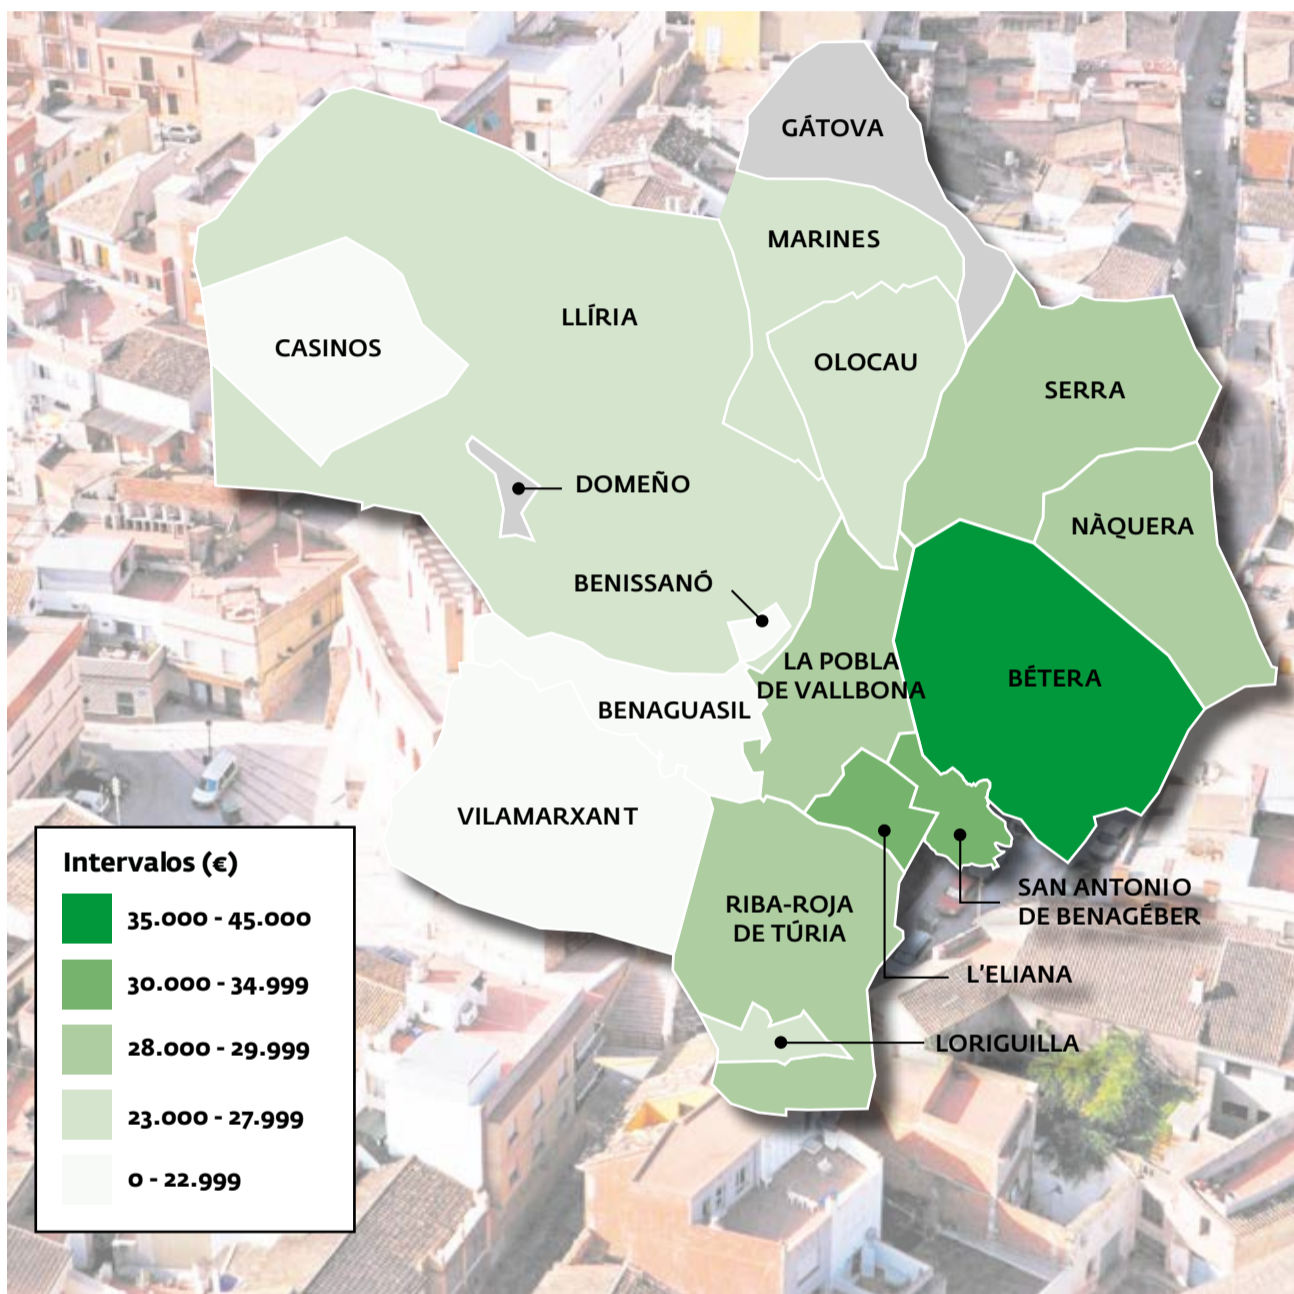 GÁTOVA
MARINES
LLÍRIA
CASINOS
OLOCAU
SERRA
DOMEÑO
NÀQUERA
BENISSANÓ
LA POBLA
DE VALLBONA
BÉTERA
BENAGUASIL
VILAMARXANT
RIBA-ROJA
DE TÚRIA
SAN ANTONIO
DE BENAGÉBER
L'ELIANA
LORIGUILLA
Intervalos (€)
35.000 - 45.000
30.000 - 34.999
28.000 - 29.999
23.000 - 27.999
0 - 22.999